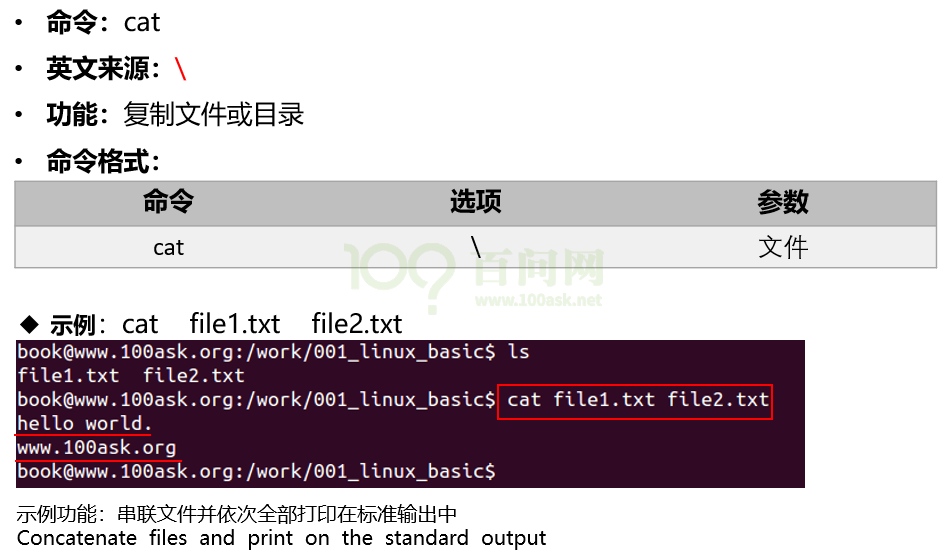 • 命令：cat
• 英文来源：\
• 功能：复制文件或目录
• 命令格式：
命令 选项 参数
cat \ 文件
百问网
www.100ask.net
◆ 示例：cat file1.txt file2.txt
book@www.100ask.org:/work/001_linux_basic$ ls
file1.txt file2.txt
book@www.100ask.org:/work/001_linux_basic$ cat file1.txt file2.txt
hello world.
www.100ask.org
book@www.100ask.org:/work/001_linux_basic$
示例功能：串联文件并依次全部打印在标准输出中
Concatenate files and print on the standard output